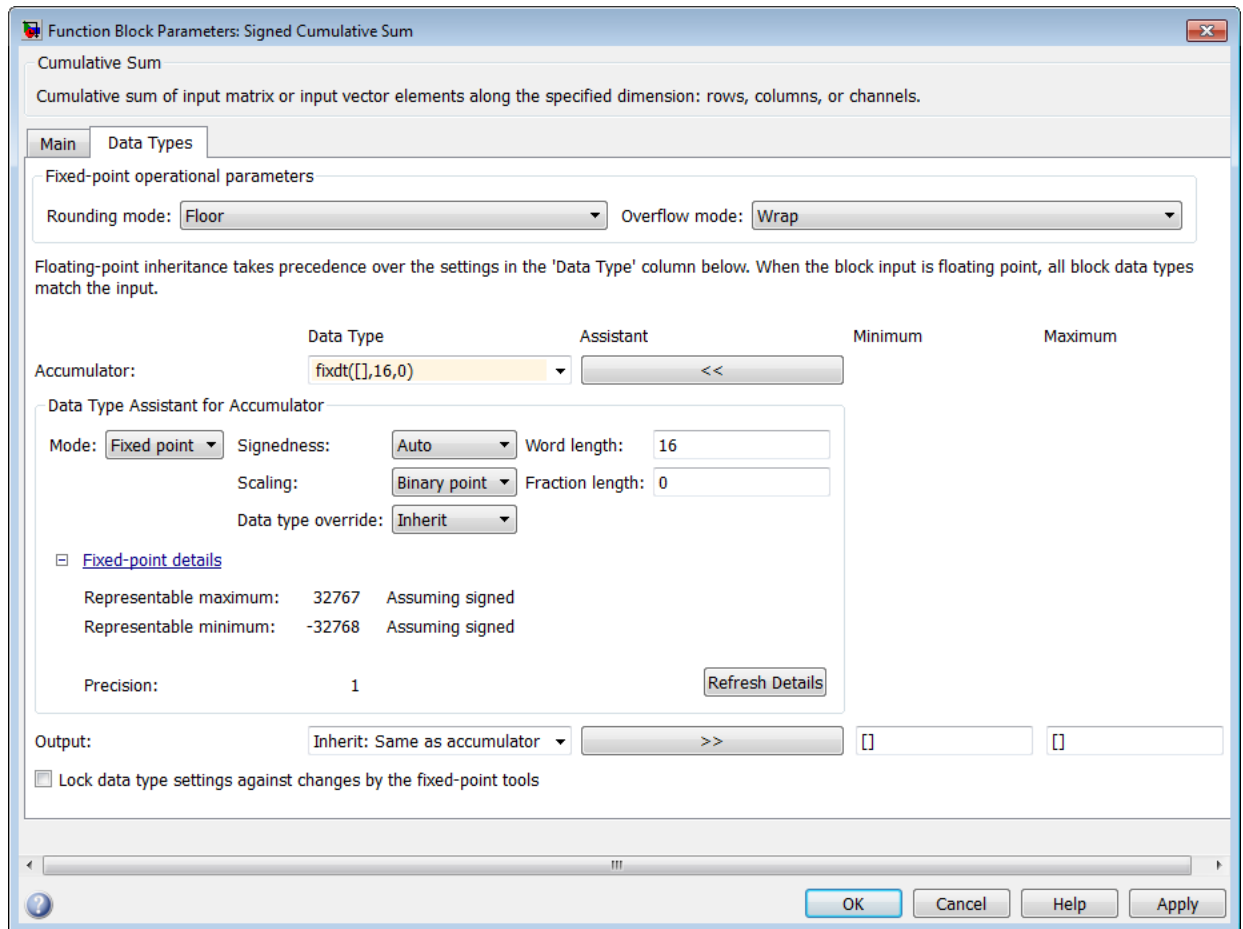 Function Block Parameters: Signed Cumulative Sum
Cumulative Sum
Cumulative sum of input matrix or input vector elements along the specified dimension: rows, columns, or channels.
Main Data Types
Fixed-point operational parameters
Rounding mode: Floor Overflow mode: Wrap
Floating-point inheritance takes precedence over the settings in the 'Data Type' column below. When the block input is floating point, all block data types
match the input.
Data Type Assistant Minimum Maximum
Accumulator: fixdt([],16,0) <<
Data Type Assistant for Accumulator
Mode: Fixed point Signedness: Auto Word length: 16
Scaling: Binary point Fraction length: 0
Data type override: Inherit
Fixed-point details
Representable maximum: 32767 Assuming signed
Representable minimum: -32768 Assuming signed
Precision: 1 Refresh Details
Output: Inherit: Same as accumulator >> [] []
Lock data type settings against changes by the fixed-point tools
? OK Cancel Help Apply